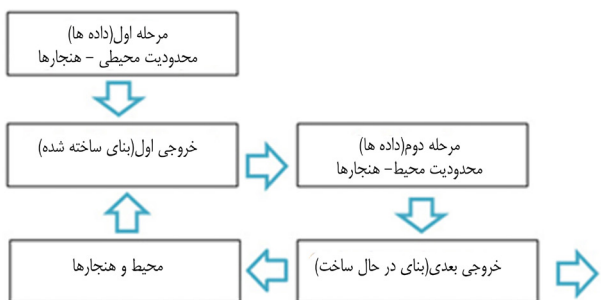 مرحله اول(داده ها)
محدودیت محیطی - هنجارها
خروجی اول(بنای ساخته شده)
مرحله دوم(داده ها)
محدودیت محیط- هنجارها
خروجی بعدی(بنای در حال ساخت)
محیط و هنجارها